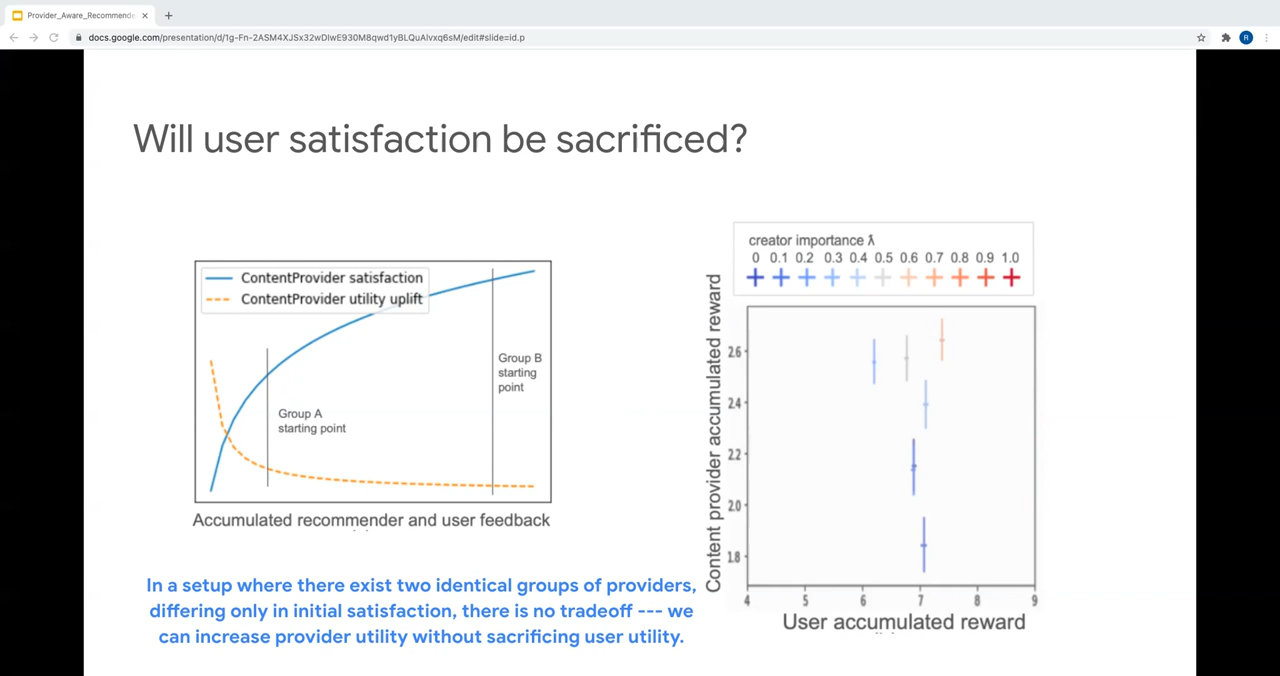 Provider_Aware_Recommende
docs.google.com/presentation/d/1g-Fn-2ASM4XJSx32wDIwE930M8qwd1yBLQuAlvxq6sM/edit#slide=id.p
R
Will user satisfaction be sacrificed?
ContentProvider satisfaction
ContentProvider utility uplift
Group A
starting point
Group B
starting
point
Accumulated recommender and user feedback
In a setup where there exist two identical groups of providers,
differing only in initial satisfaction, there is no tradeoff --- we
can increase provider utility without sacrificing user utility.
creator importance ƛ
0 0.1 0.2 0.3 0.4 0.5 0.6 0.7 0.8 0.9 1.0
Content provider accumulated reward
26
24
22
20
18
4 5 6 7 8 9
User accumulated reward